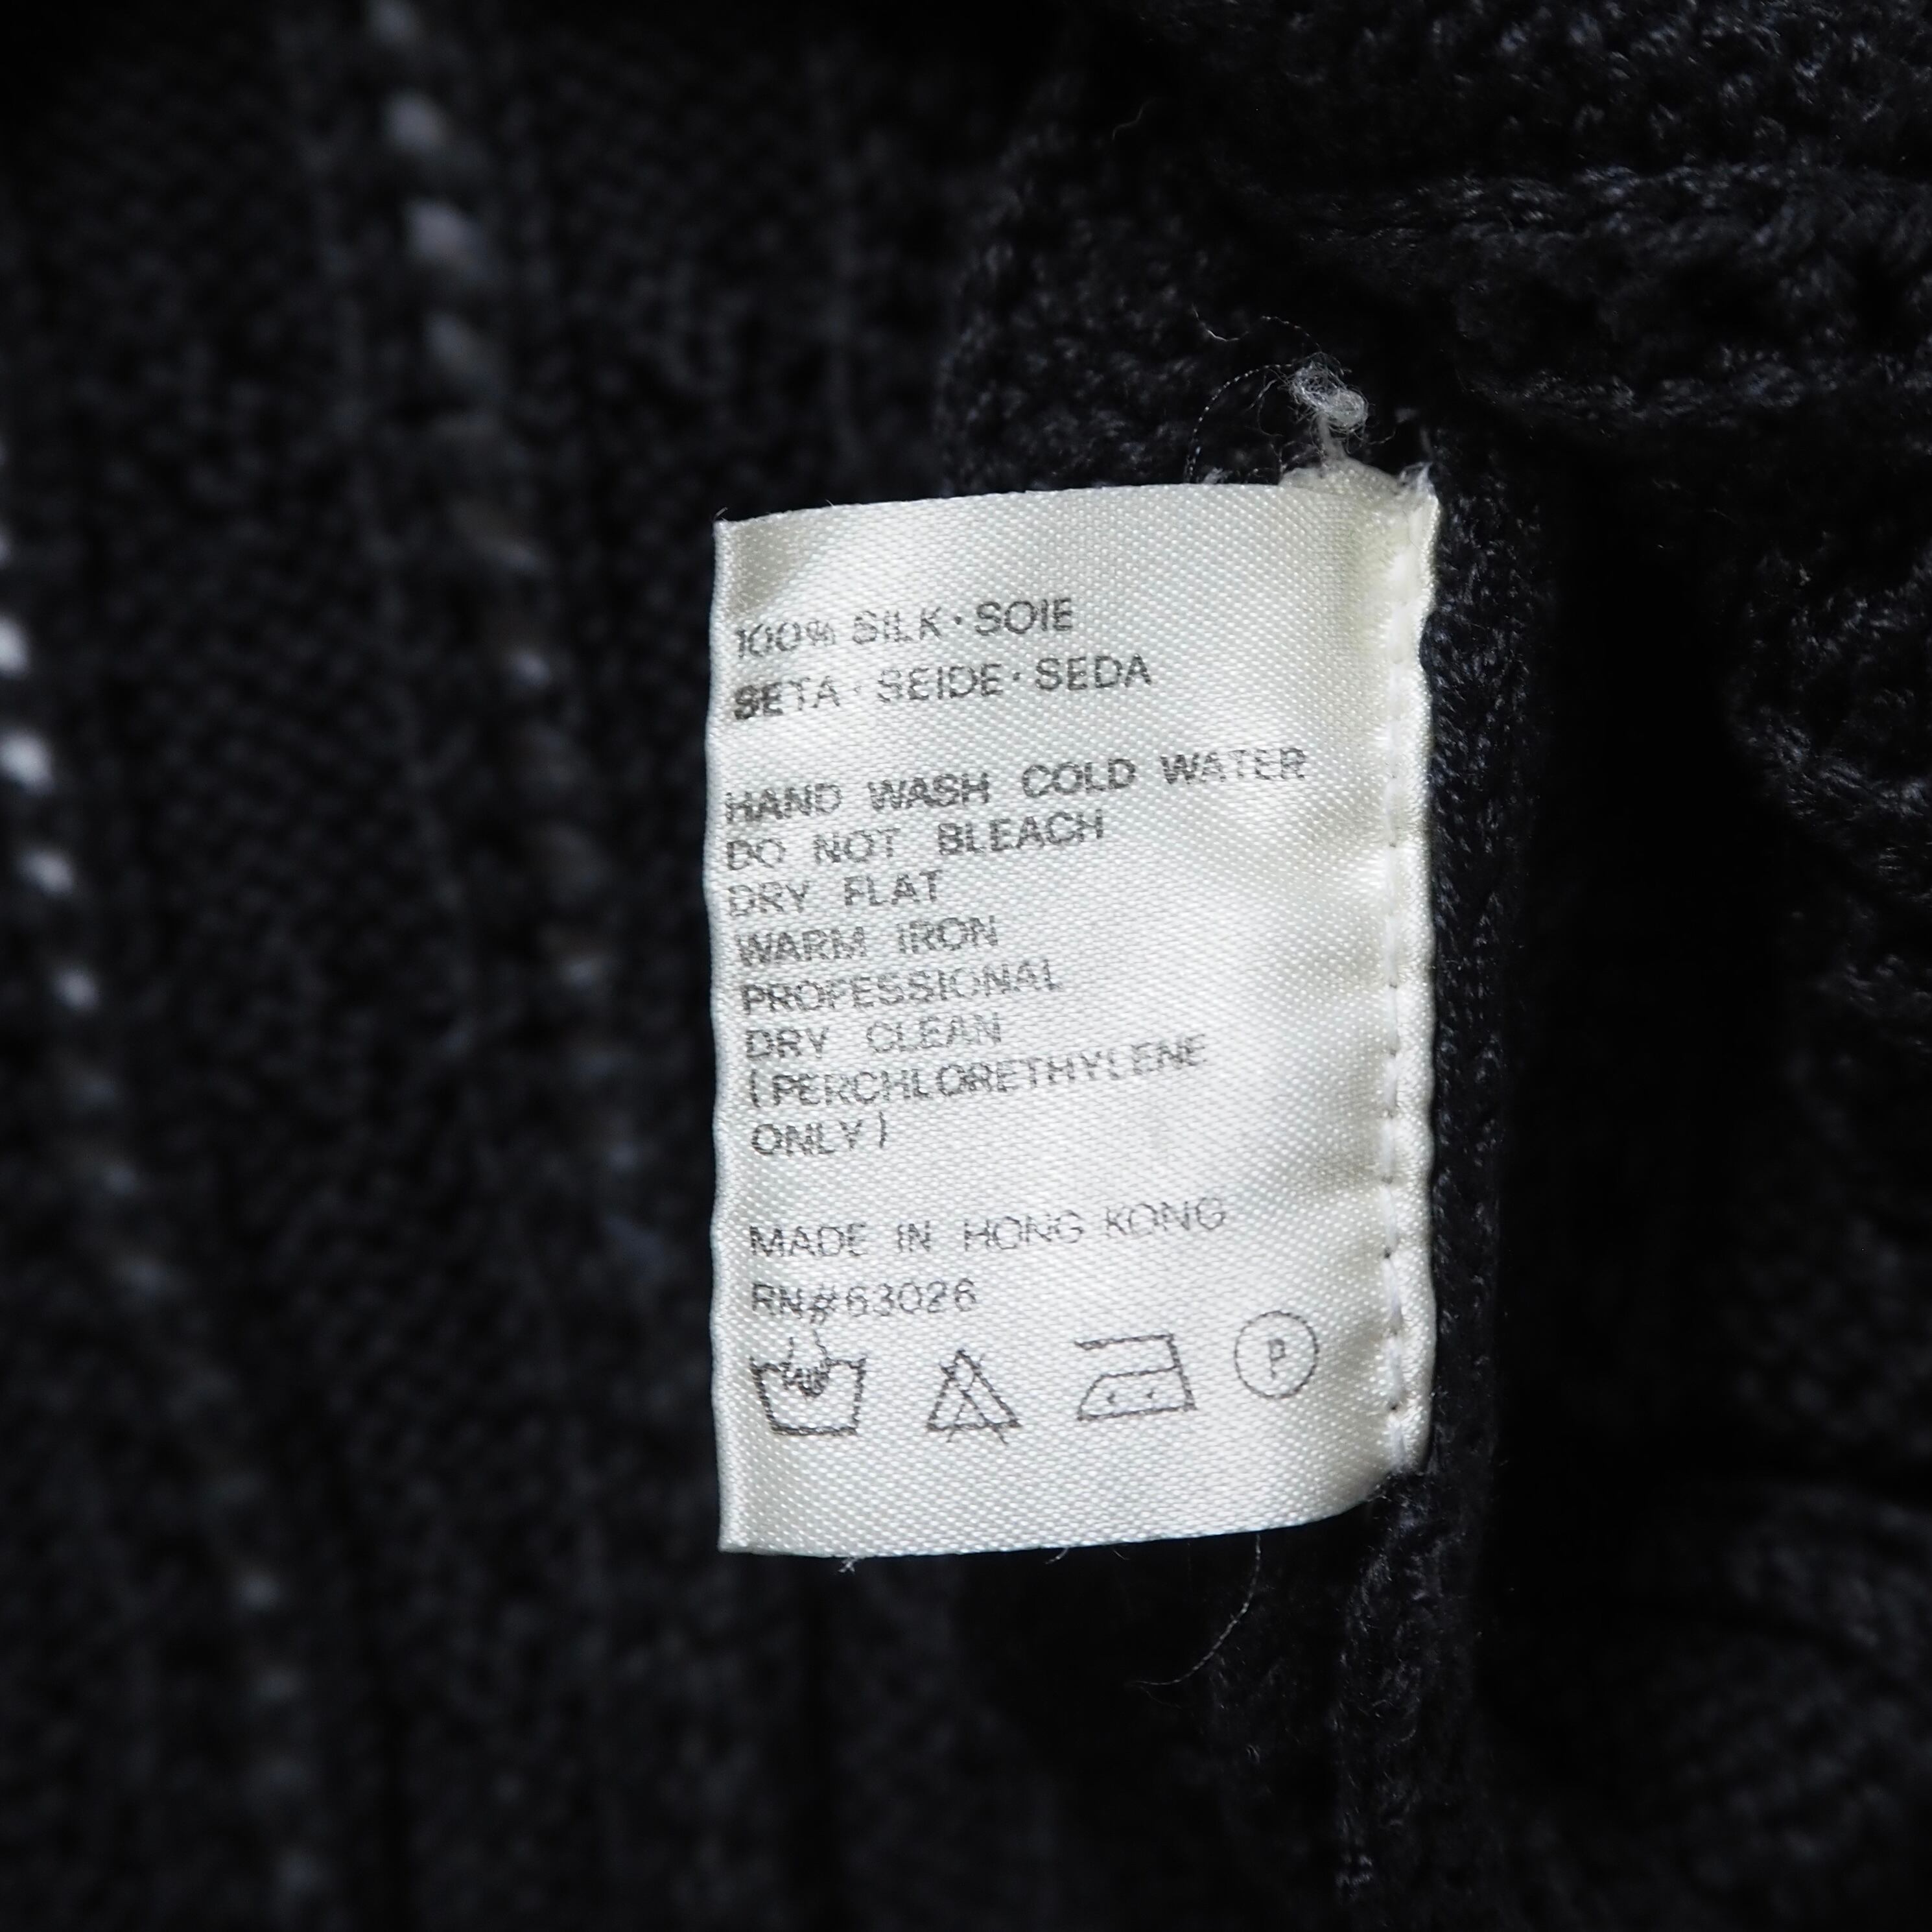 100% SILK · SOIE
SETA · SEIDE · SEDA
HAND WASH COLD WATER
DO NOT BLEACH
DRY FLAT
WARM IRON
PROFESSIONAL
DRY CLEAN
(PERCHLORETHYLENE
ONLY)
MADE IN HONG KONG
RN#63026
P